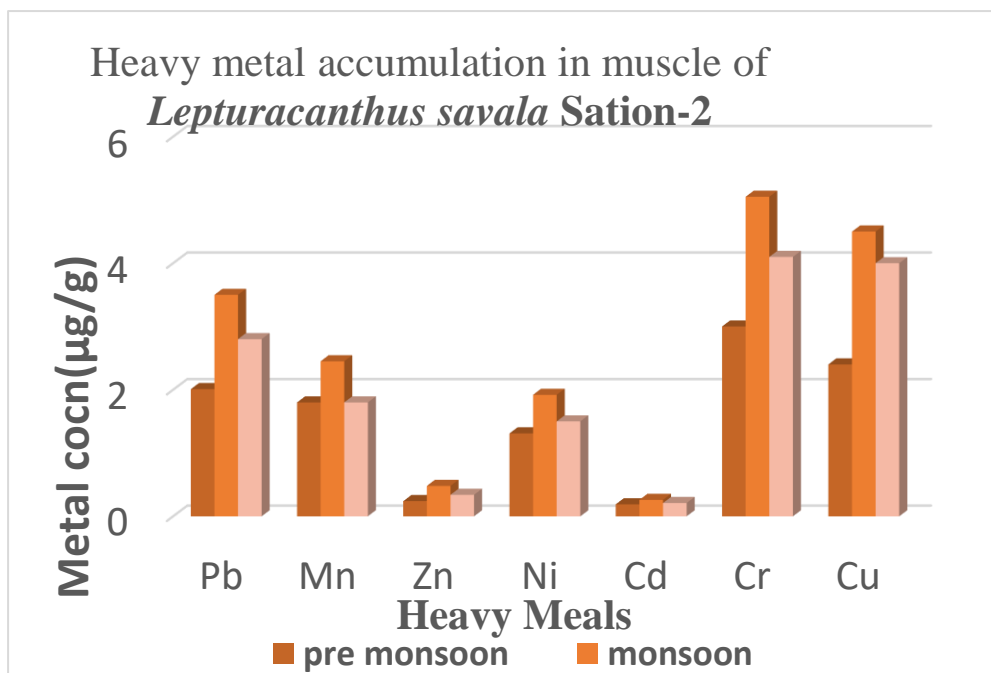 Heavy metal accumulation in muscle of
Lepturacanthus savala Sation-2
Metal cocn(µg/g)
6
4
2
0
Pb Mn Zn Ni Cd Cr Cu
Heavy Meals
pre monsoon monsoon